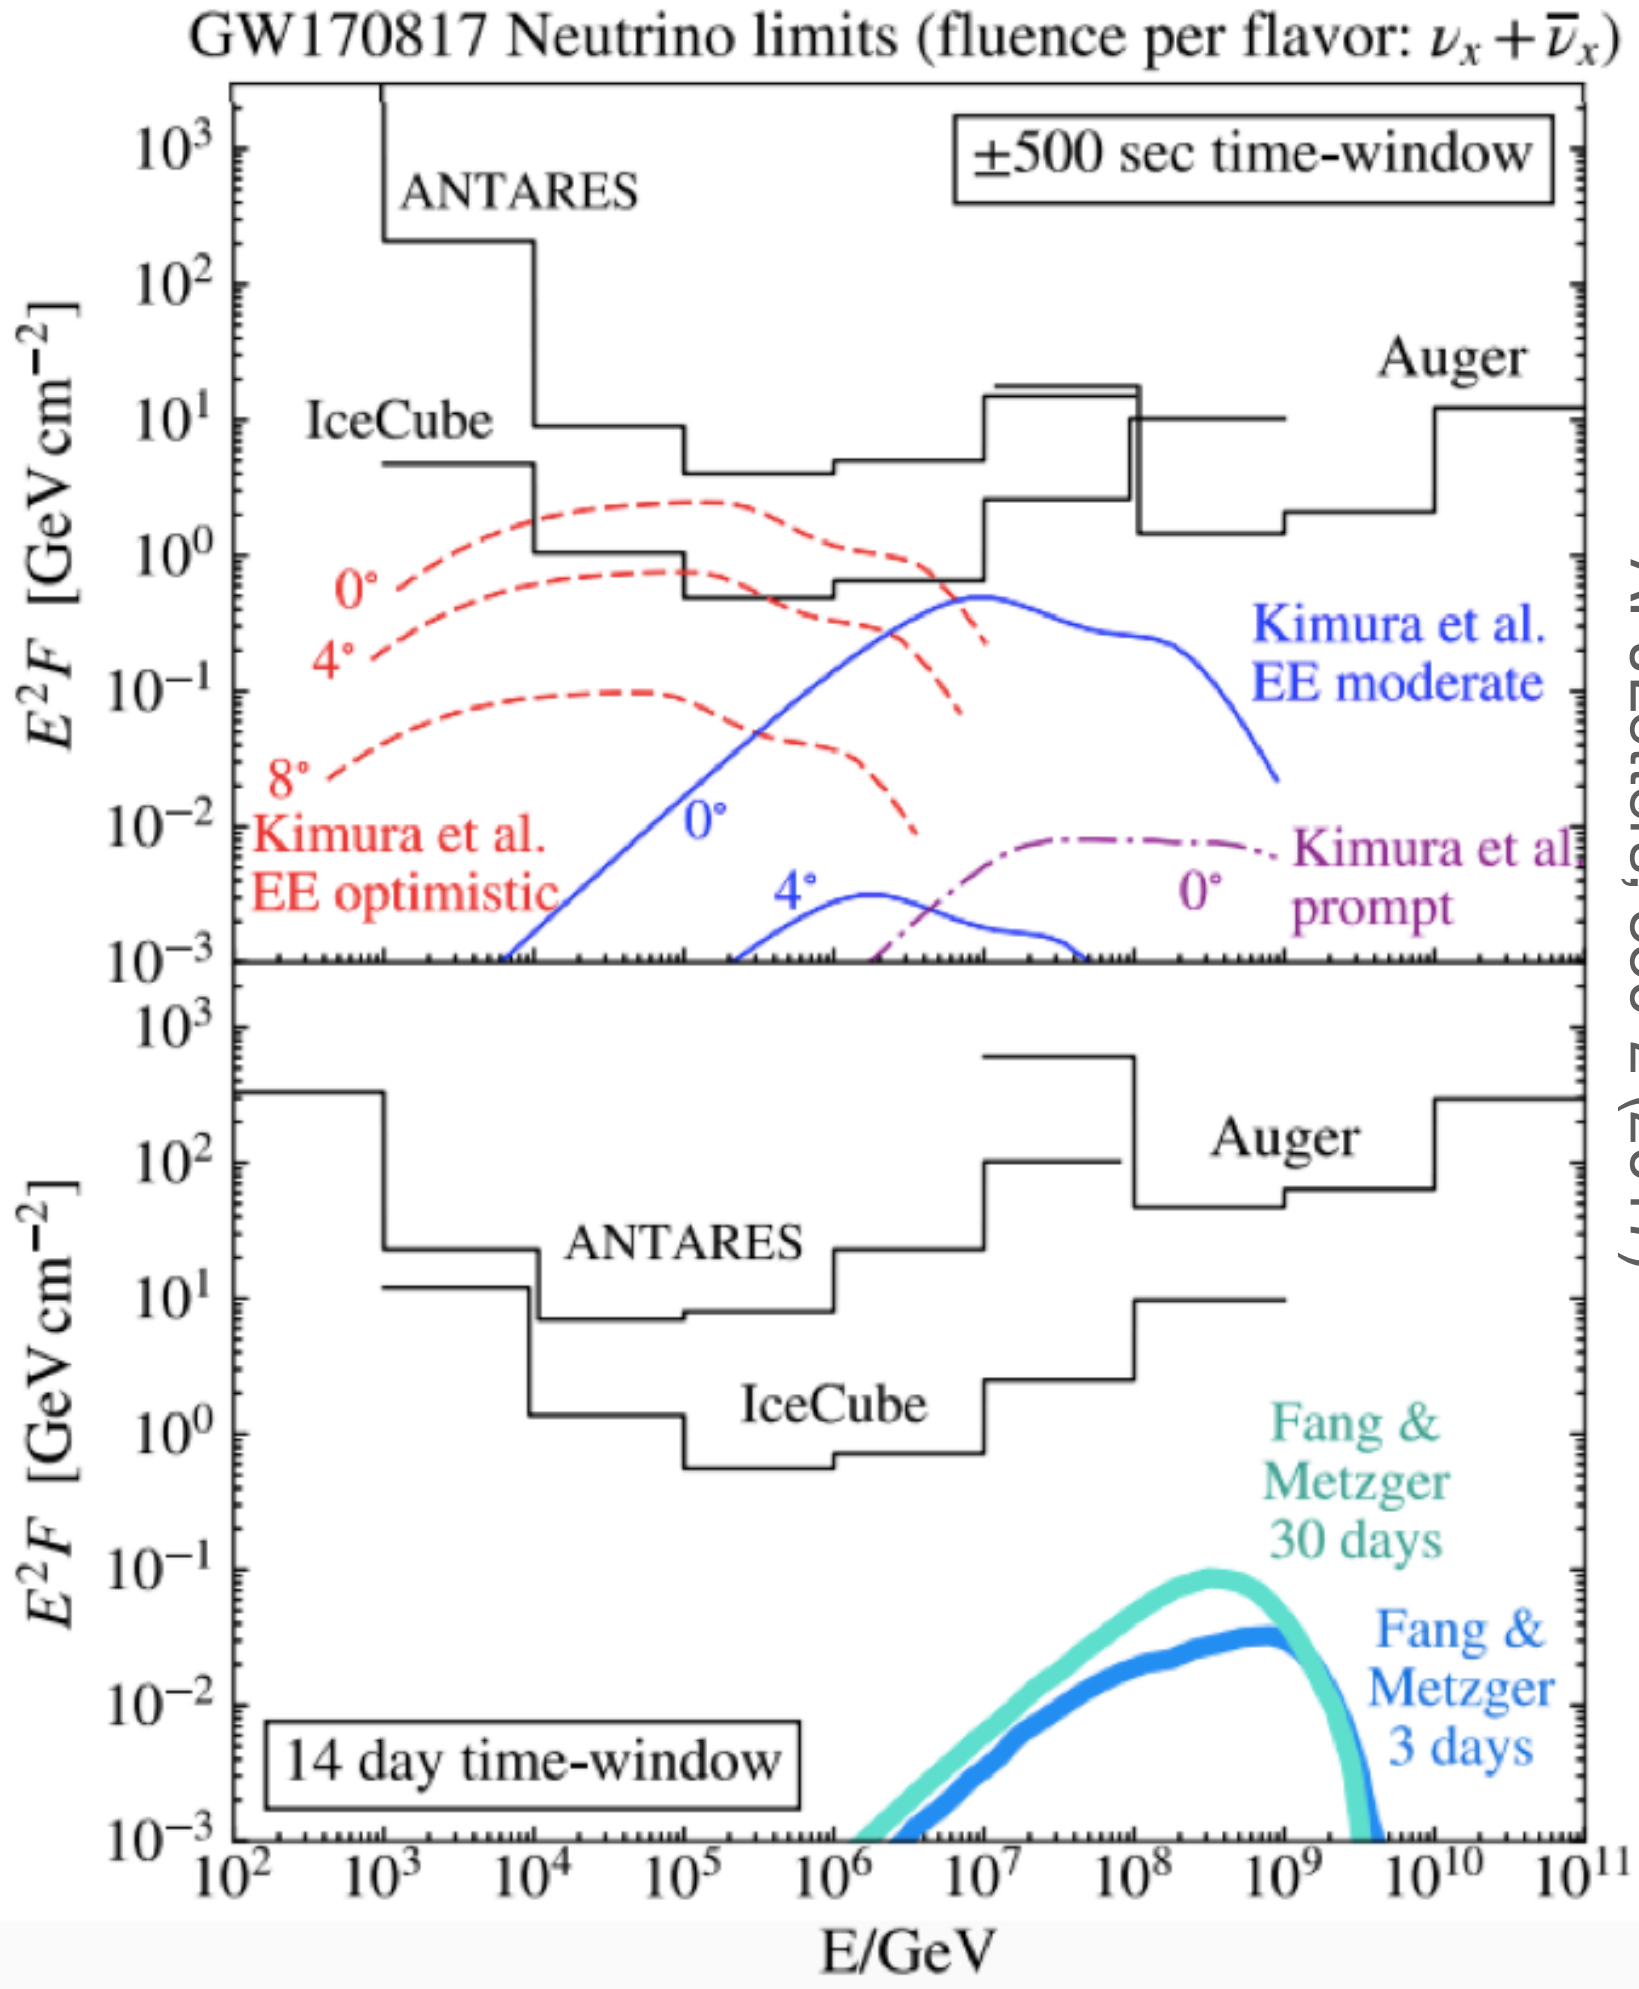 GW170817 Neutrino limits (fluence per flavor: νₓ + ν̄ₓ)
±500 sec time-window
ANTARES
IceCube
Auger
0°
4°
8°
Kimura et al.
EE optimistic
Kimura et al.
EE moderate
0°
4°
Kimura et al.
prompt
0°
E²F [GeV cm⁻²]
10³
10²
10¹
10⁰
10⁻¹
10⁻²
10⁻³
ANTARES
IceCube
Auger
Fang &
Metzger
30 days
Fang &
Metzger
3 days
14 day time-window
E²F [GeV cm⁻²]
10³
10²
10¹
10⁰
10⁻¹
10⁻²
10⁻³
10² 10³ 10⁴ 10⁵ 10⁶ 10⁷ 10⁸ 10⁹ 10¹⁰ 10¹¹
E/GeV